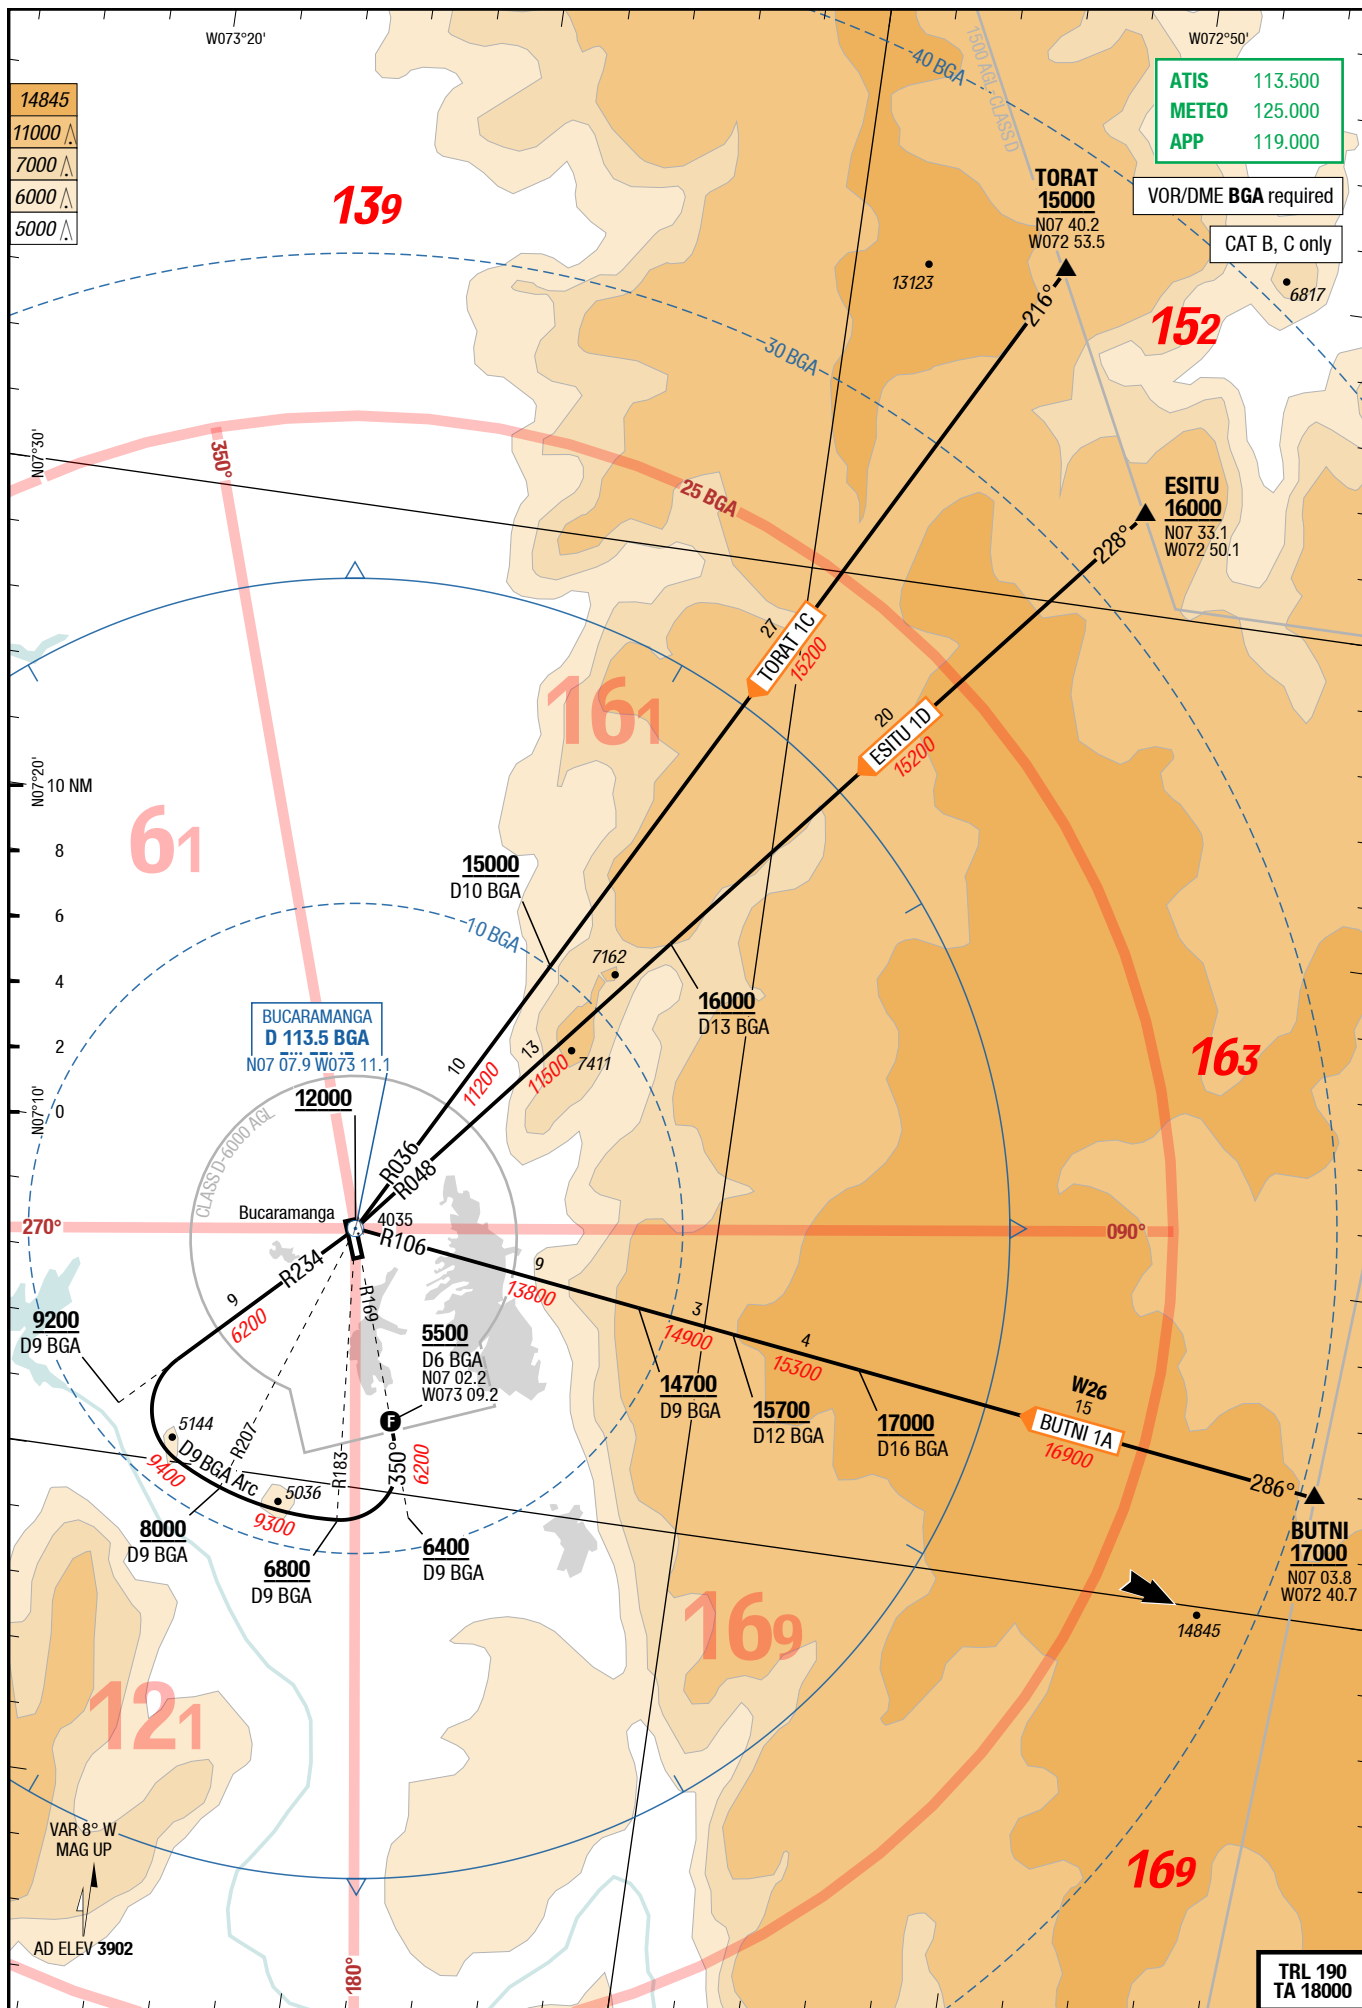 W073°20'
W072°50'
40 BGA
1500 AGL-CLASS D
ATIS 113.500
METEO 125.000
APP 119.000
14845
11000
7000
6000
5000
139
TORAT
15000
N07 40.2
W072 53.5
VOR/DME BGA required
CAT B, C only
13123
6817
216°
152
30 BGA
N07°30'
350°
25 BGA
ESITU
16000
N07 33.1
W072 50.1
228°
27
TORAT 1C
15200
161
20
ESITU 1D
15200
N07°20'
10 NM
8
6
4
2
0
61
15000
D10 BGA
10 BGA
7162
16000
D13 BGA
BUCARAMANGA
D 113.5 BGA
N07 07.9 W073 11.1
10
11200
13
11500
7411
163
N07°10'
12000
CLASS D-6000 AGL
R036
R048
Bucaramanga
4035
270°
090°
R106
R234
9
6200
R169
9
13800
3
14900
4
15300
9200
D9 BGA
5500
D6 BGA
N07 02.2
W073 09.2
F
14700
D9 BGA
15700
D12 BGA
17000
D16 BGA
W26
15
BUTNI 1A
16900
286°
BUTNI
17000
N07 03.8
W072 40.7
5144
D9 BGA Arc
R207
R183
350°
6200
9400
5036
9300
8000
D9 BGA
6800
D9 BGA
6400
D9 BGA
14845
169
121
VAR 8° W
MAG UP
169
AD ELEV 3902
180°
TRL 190
TA 18000